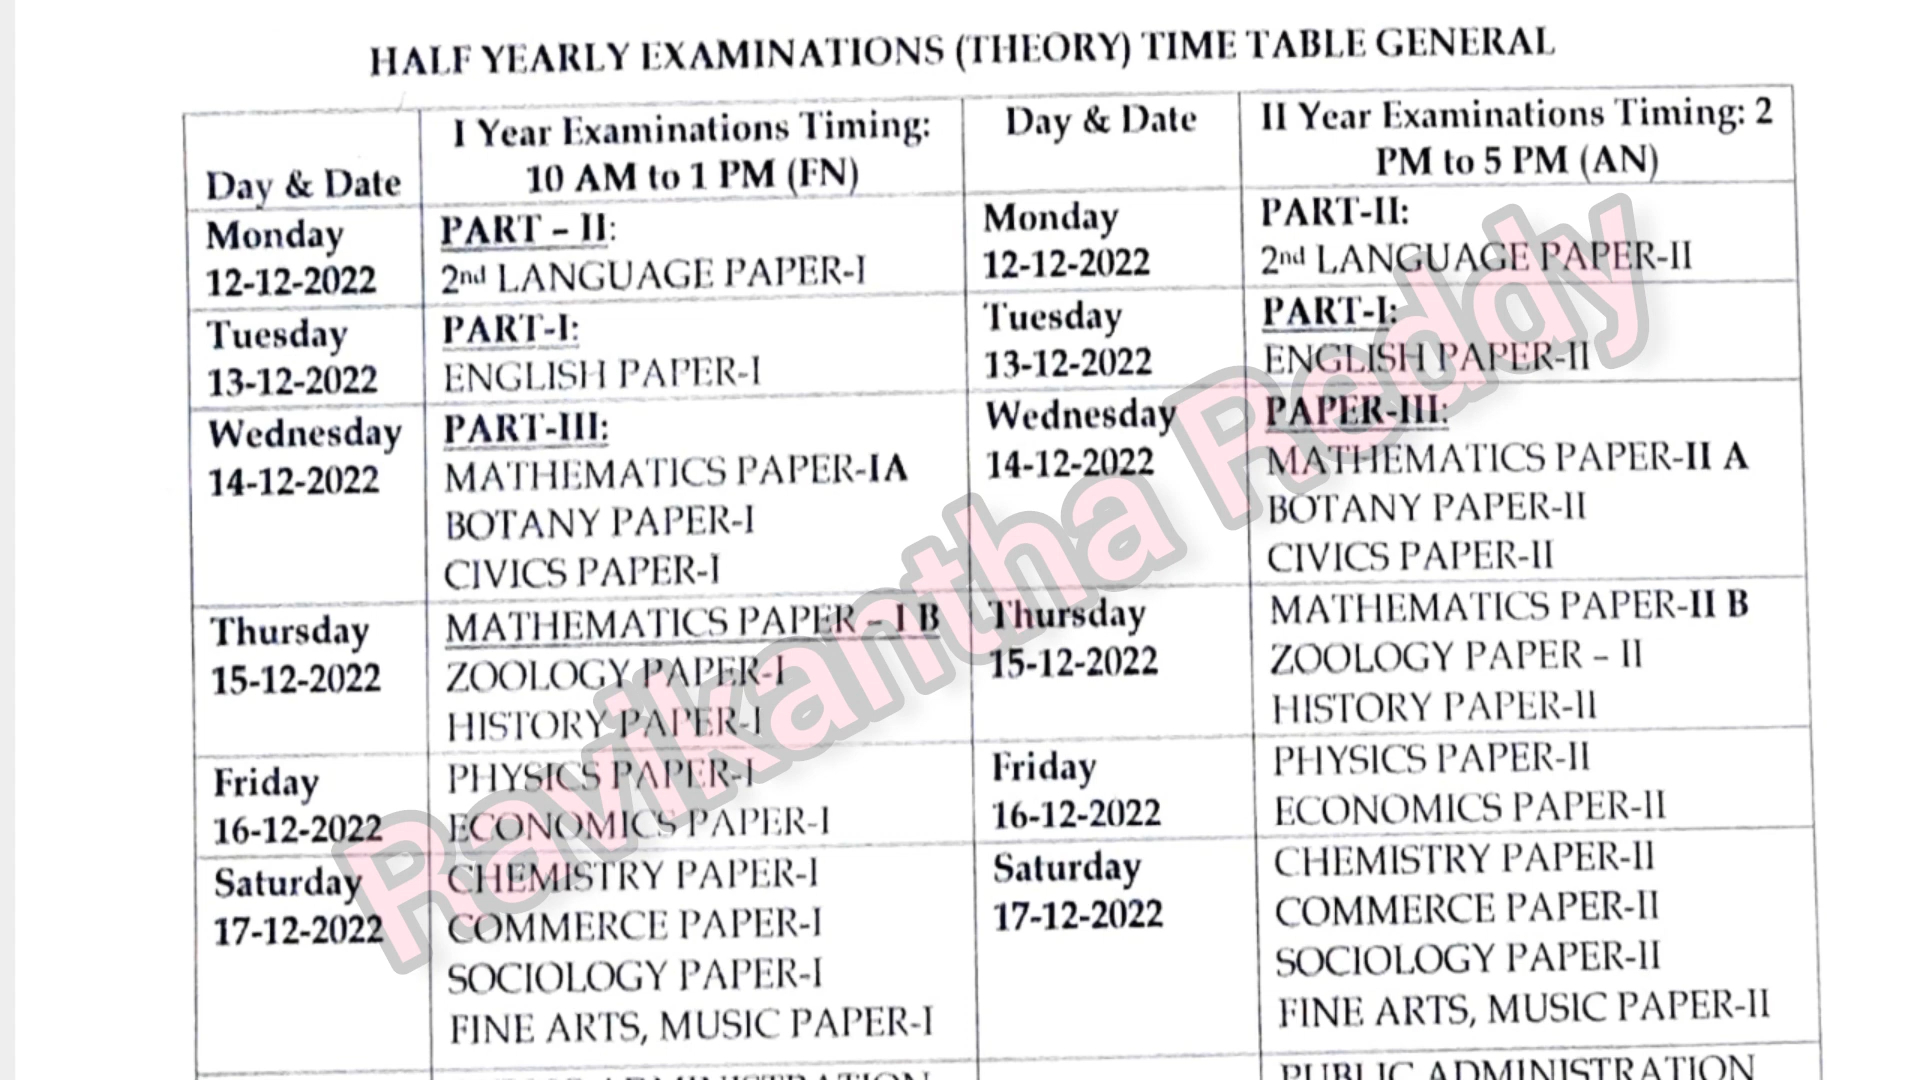 HALF YEARLY EXAMINATIONS (THEORY) TIME TABLE GENERAL
Day & Date
I Year Examinations Timing:
10 AM to 1 PM (FN)
Day & Date
II Year Examinations Timing: 2
PM to 5 PM (AN)
Monday
12-12-2022
PART – II:
2nd LANGUAGE PAPER-I
Monday
12-12-2022
PART-II:
2nd LANGUAGE PAPER-II
Tuesday
13-12-2022
PART-I:
ENGLISH PAPER-I
Tuesday
13-12-2022
PART-I:
ENGLISH PAPER-II
Wednesday
14-12-2022
PART-III:
MATHEMATICS PAPER-IA
BOTANY PAPER-I
CIVICS PAPER-I
Wednesday
14-12-2022
PAPER-III:
MATHEMATICS PAPER-II A
BOTANY PAPER-II
CIVICS PAPER-II
Thursday
15-12-2022
MATHEMATICS PAPER – I B
ZOOLOGY PAPER-I
HISTORY PAPER-I
Thursday
15-12-2022
MATHEMATICS PAPER-II B
ZOOLOGY PAPER – II
HISTORY PAPER-II
Friday
16-12-2022
PHYSICS PAPER-I
ECONOMICS PAPER-I
Friday
16-12-2022
PHYSICS PAPER-II
ECONOMICS PAPER-II
Saturday
17-12-2022
CHEMISTRY PAPER-I
COMMERCE PAPER-I
SOCIOLOGY PAPER-I
FINE ARTS, MUSIC PAPER-I
Saturday
17-12-2022
CHEMISTRY PAPER-II
COMMERCE PAPER-II
SOCIOLOGY PAPER-II
FINE ARTS, MUSIC PAPER-II
PUBLIC ADMINISTRATION
Ravikantha Reddy